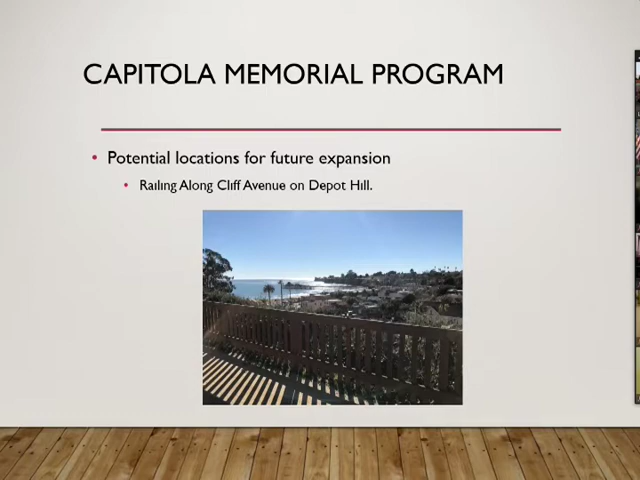 CAPITOLA MEMORIAL PROGRAM
• Potential locations for future expansion
• Railing Along Cliff Avenue on Depot Hill.